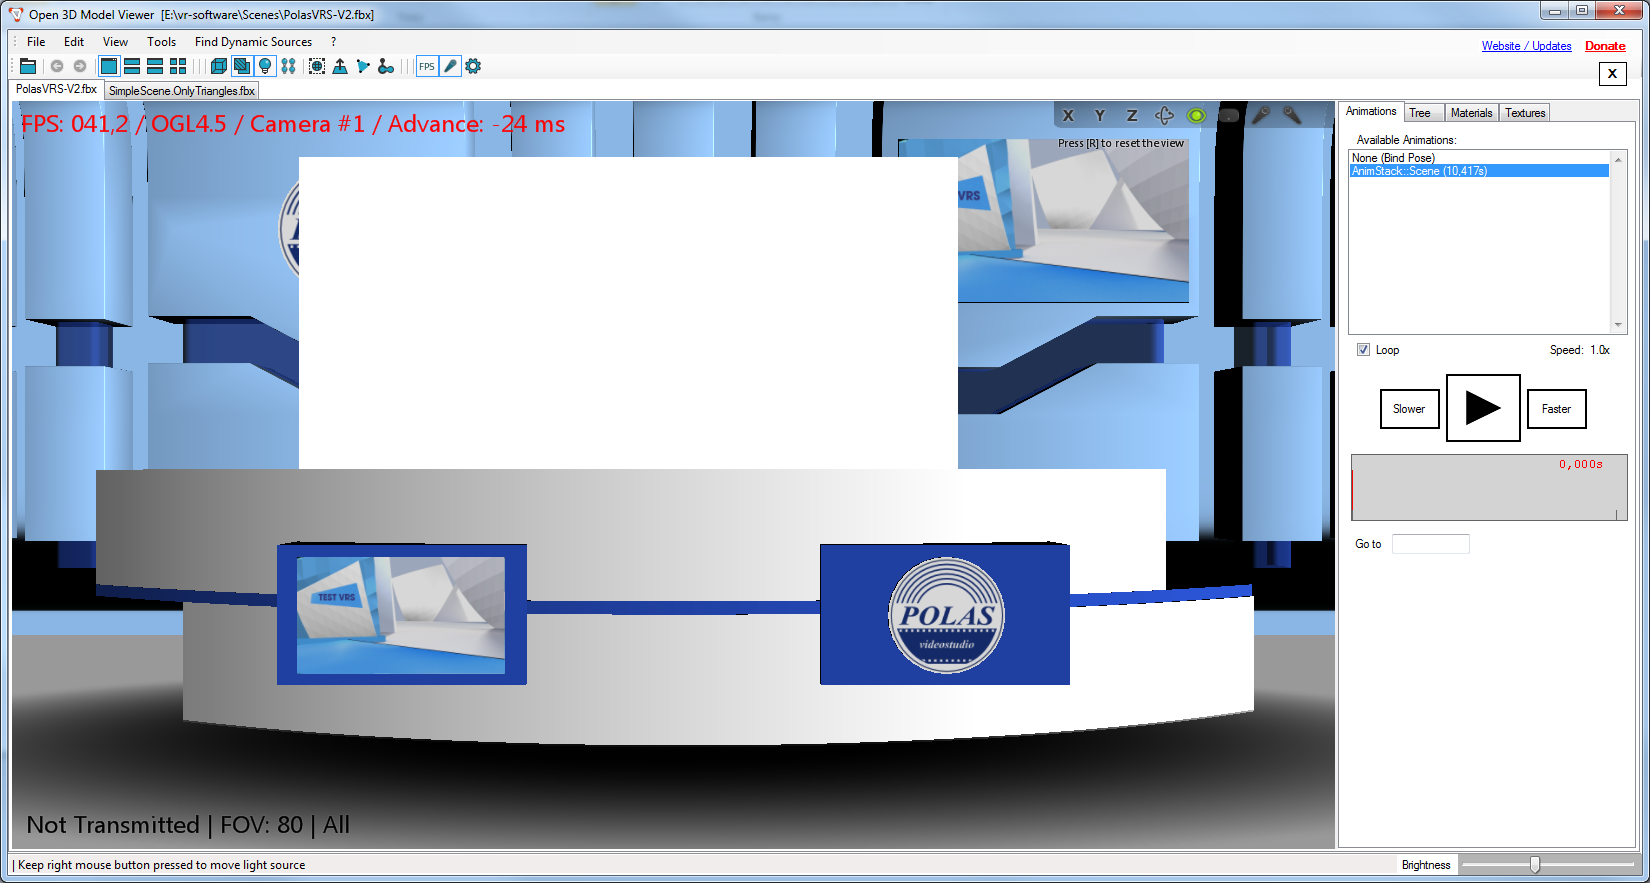 Open 3D Model Viewer [E:\vr-software\Scenes\PolasVRS-V2.fbx]
File Edit View Tools Find Dynamic Sources ?
Website / Updates Donate
FPS
X
PolasVRS-V2.fbx SimpleScene.OnlyTriangles.fbx
FPS: 041,2 / OGL4.5 / Camera #1 / Advance: -24 ms
X Y Z
Press [R] to reset the view
VRS
TEST VRS
POLAS
videostudio
Not Transmitted | FOV: 80 | All
Animations Tree Materials Textures
Available Animations:
None (Bind Pose)
AnimStack::Scene (10,417s)
Loop Speed: 1.0x
Slower Faster
0,000s
Go to
| Keep right mouse button pressed to move light source
Brightness